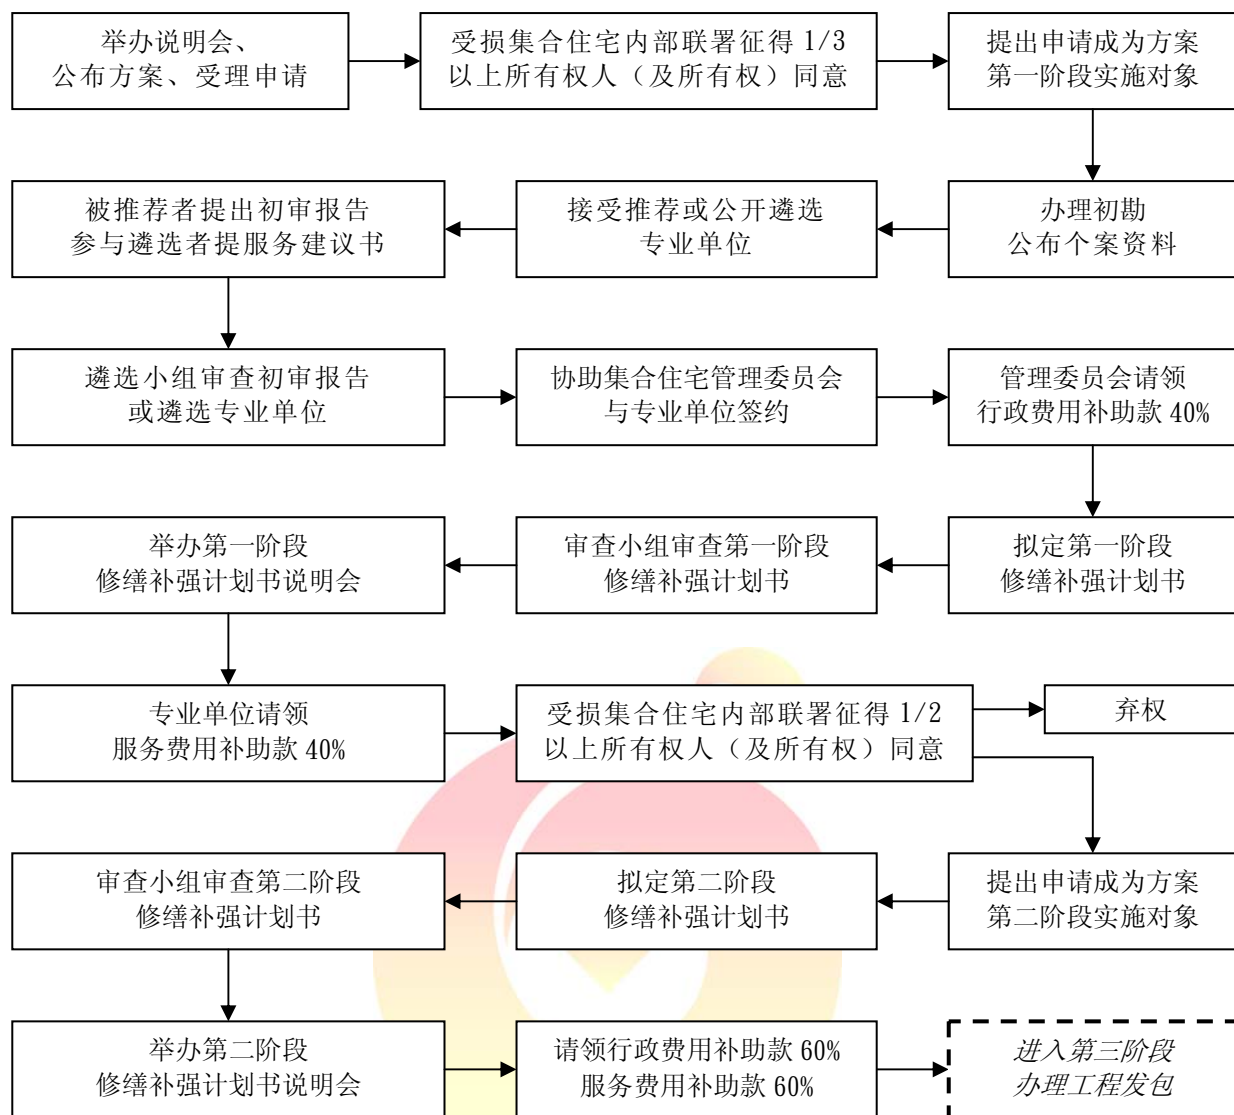 举办说明会、
公布方案、受理申请
受损集合住宅内部联署征得 1/3
以上所有权人（及所有权）同意
提出申请成为方案
第一阶段实施对象
办理初勘
公布个案资料
接受推荐或公开遴选
专业单位
被推荐者提出初审报告
参与遴选者提服务建议书
遴选小组审查初审报告
或遴选专业单位
协助集合住宅管理委员会
与专业单位签约
管理委员会请领
行政费用补助款 40%
拟定第一阶段
修缮补强计划书
审查小组审查第一阶段
修缮补强计划书
举办第一阶段
修缮补强计划书说明会
专业单位请领
服务费用补助款 40%
受损集合住宅内部联署征得 1/2
以上所有权人（及所有权）同意
弃权
提出申请成为方案
第二阶段实施对象
拟定第二阶段
修缮补强计划书
审查小组审查第二阶段
修缮补强计划书
举办第二阶段
修缮补强计划书说明会
请领行政费用补助款 60%
服务费用补助款 60%
进入第三阶段
办理工程发包